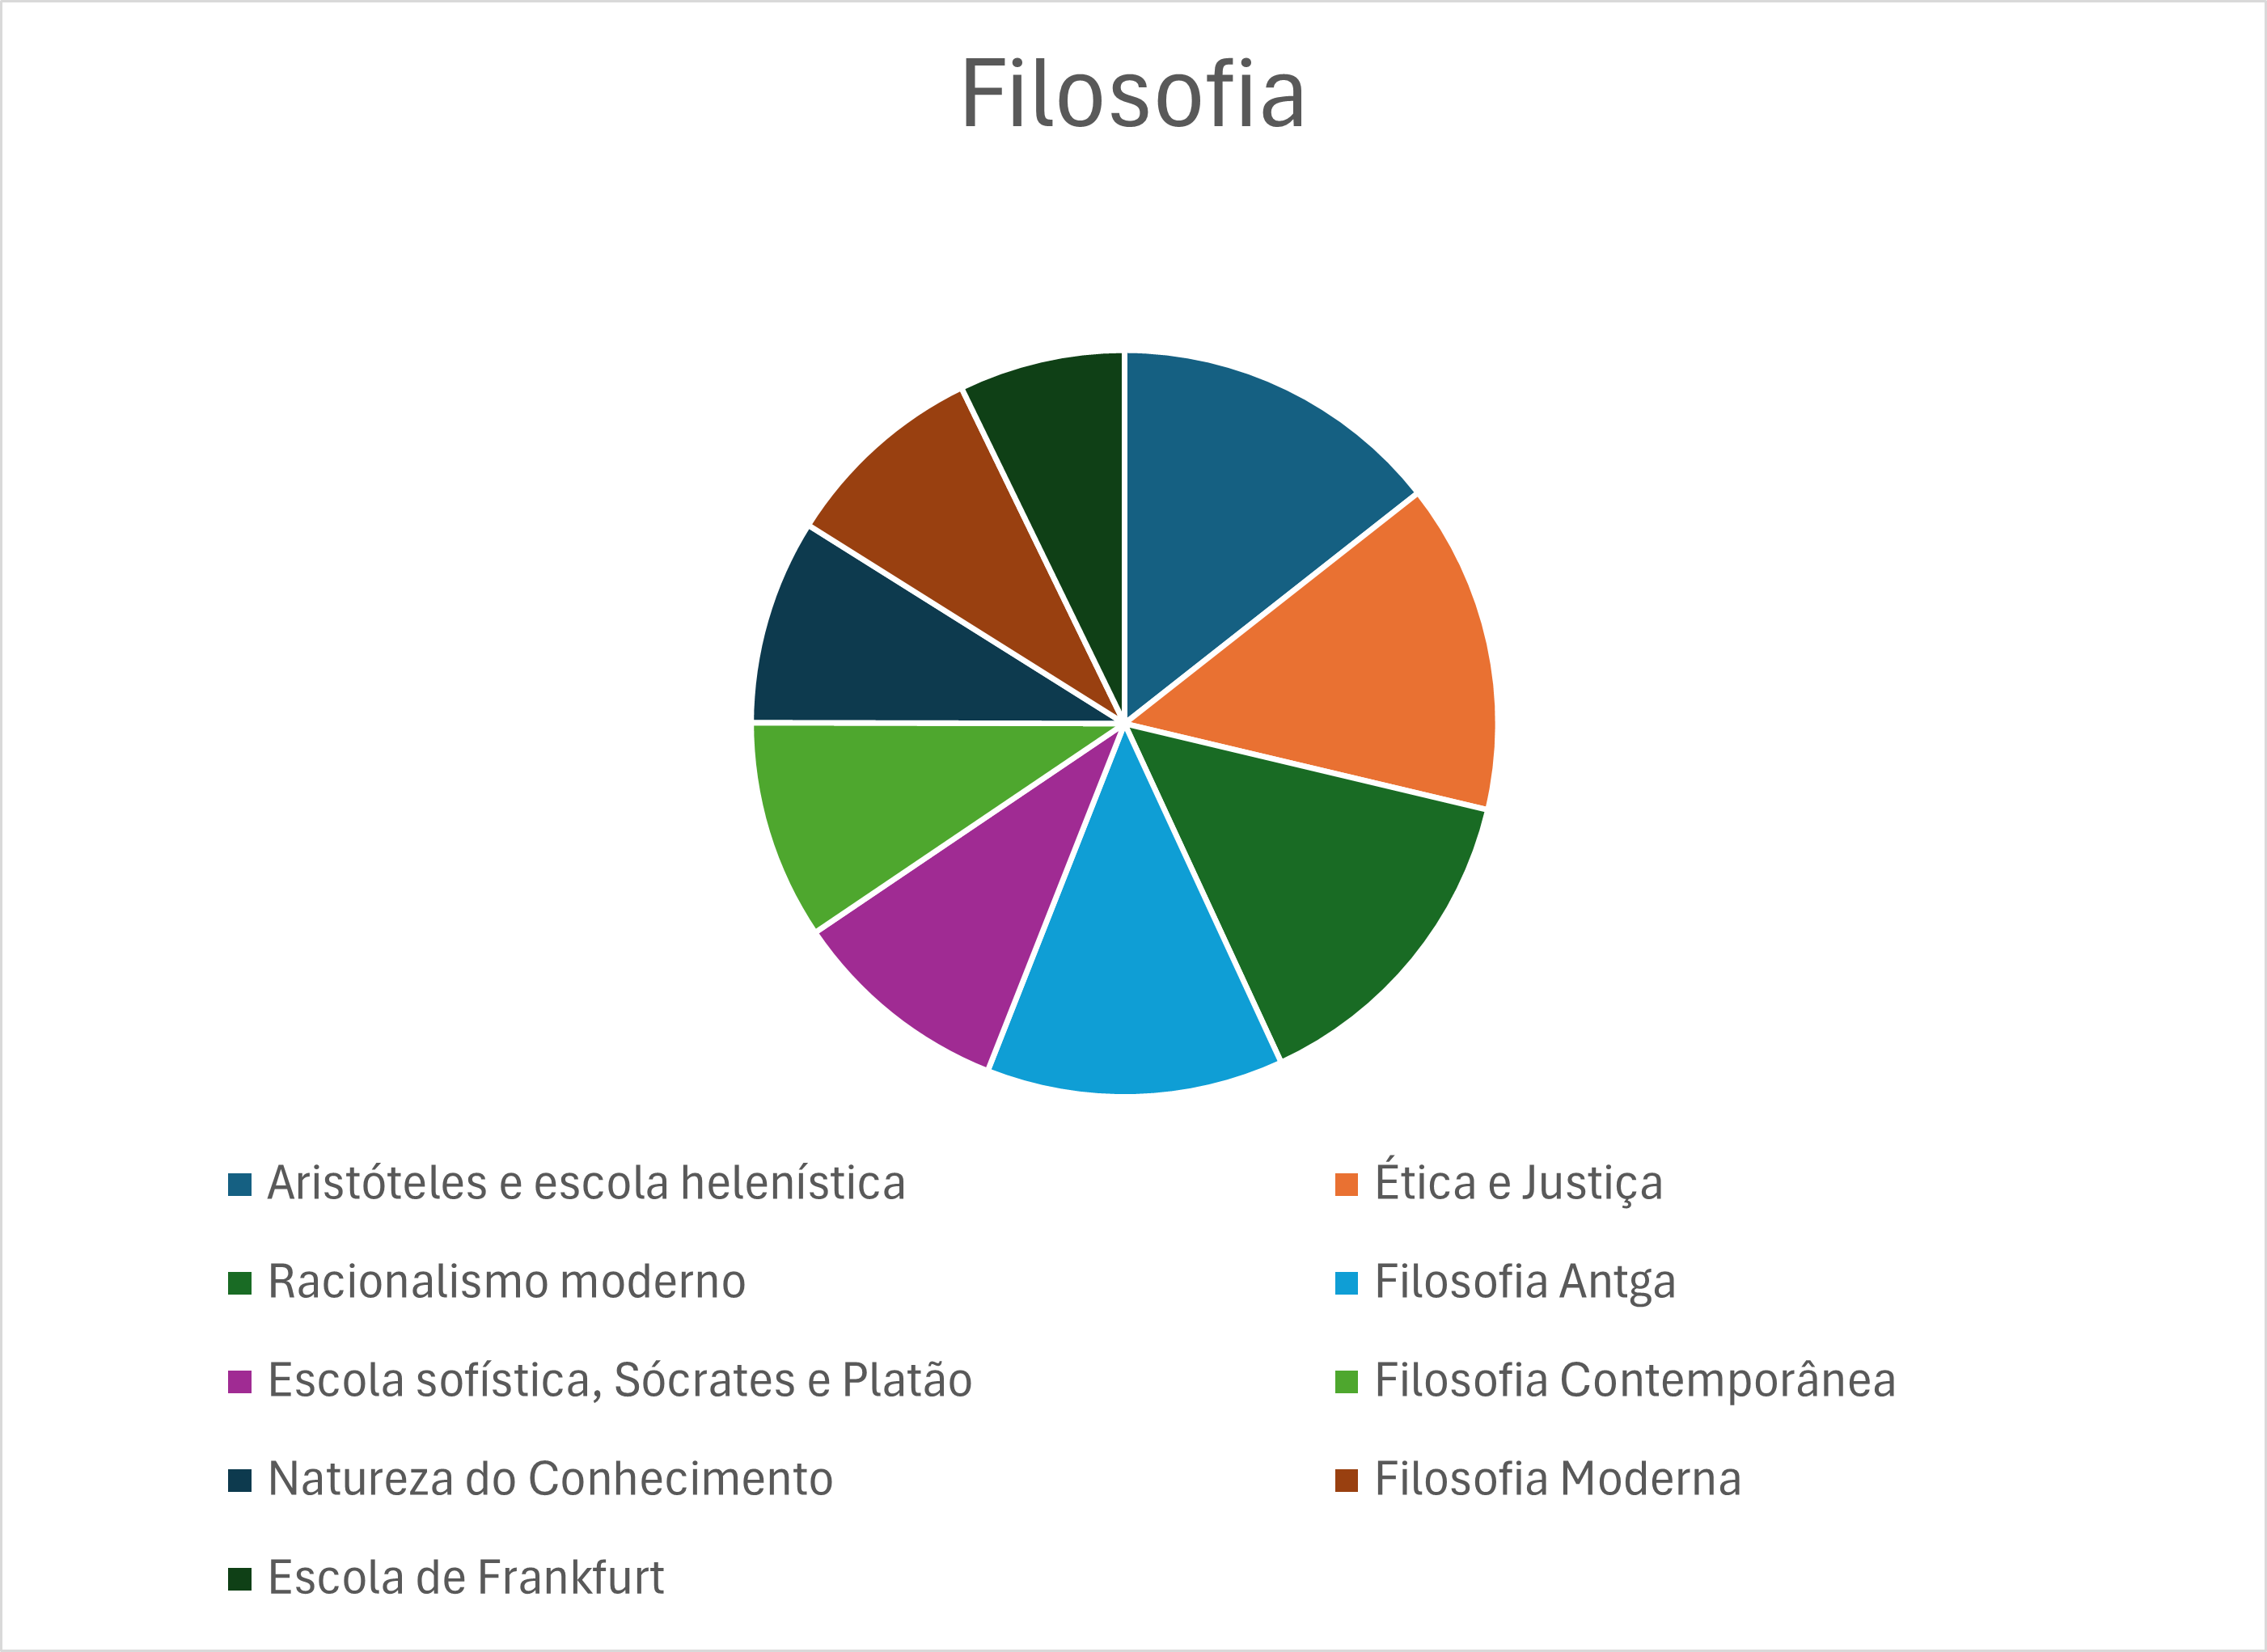 Filosofia
Aristóteles e escola helenística
Ética e Justiça
Racionalismo moderno
Filosofia Antga
Escola sofística, Sócrates e Platão
Filosofia Contemporânea
Natureza do Conhecimento
Filosofia Moderna
Escola de Frankfurt